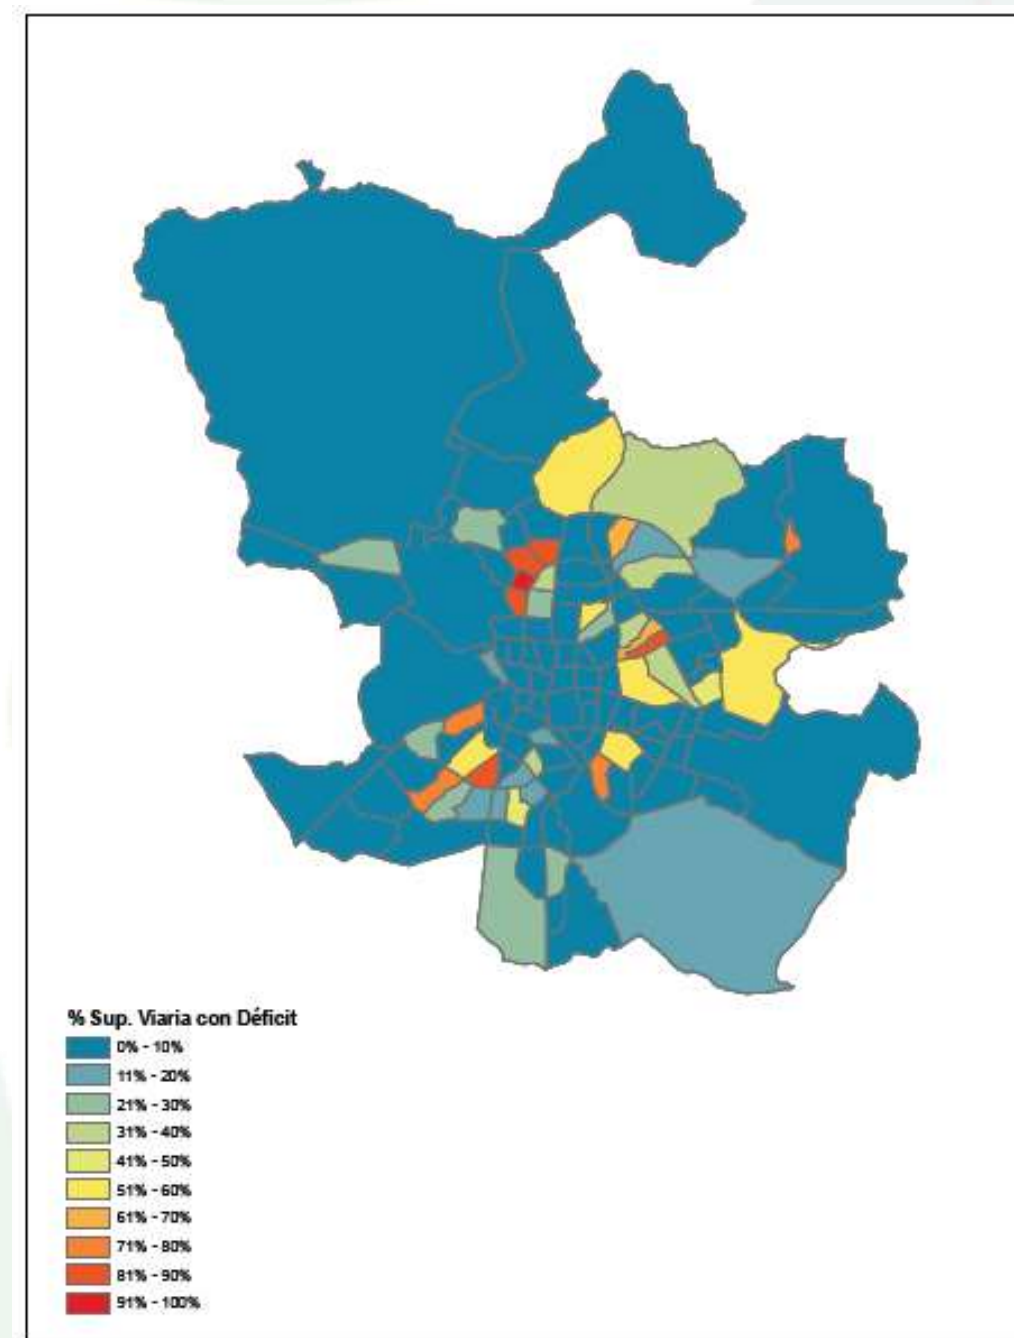 % Sup. Viaria con Déficit
0% - 10%
11% - 20%
21% - 30%
31% - 40%
41% - 50%
51% - 60%
61% - 70%
71% - 80%
81% - 90%
91% - 100%